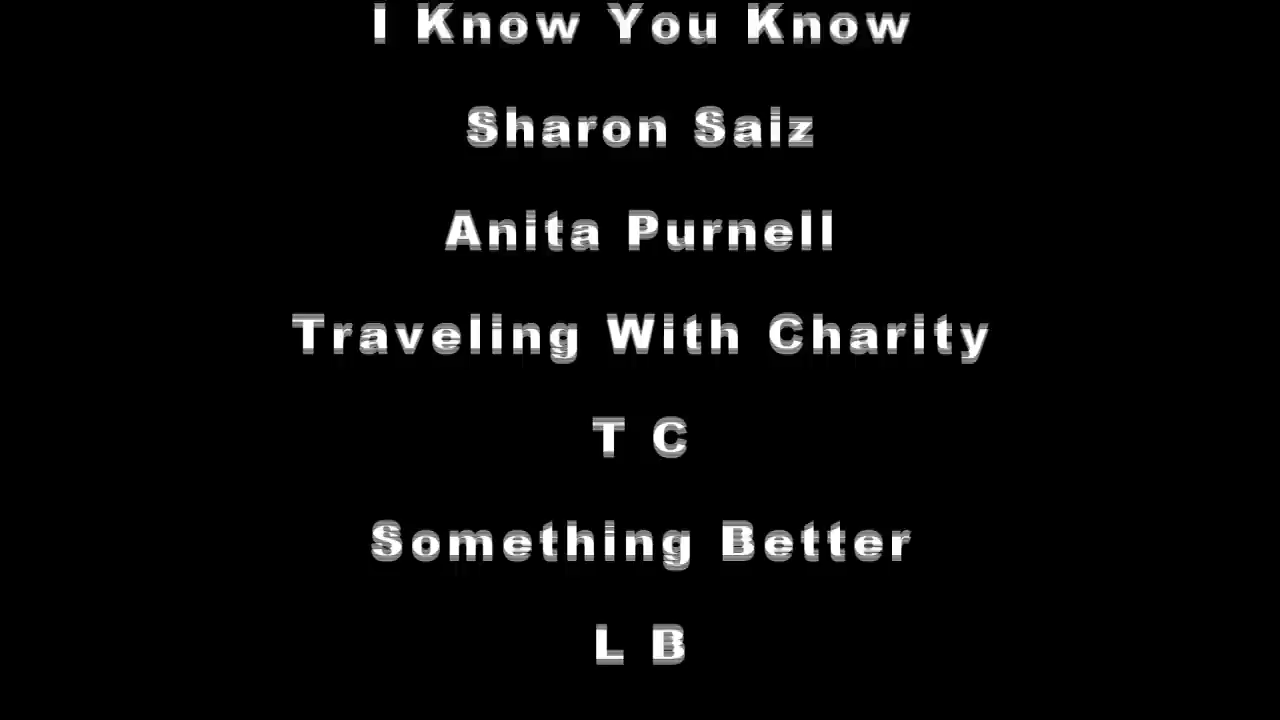 I Know You Know
Sharon Saiz
Anita Purnell
Traveling With Charity
T C
Something Better
L B